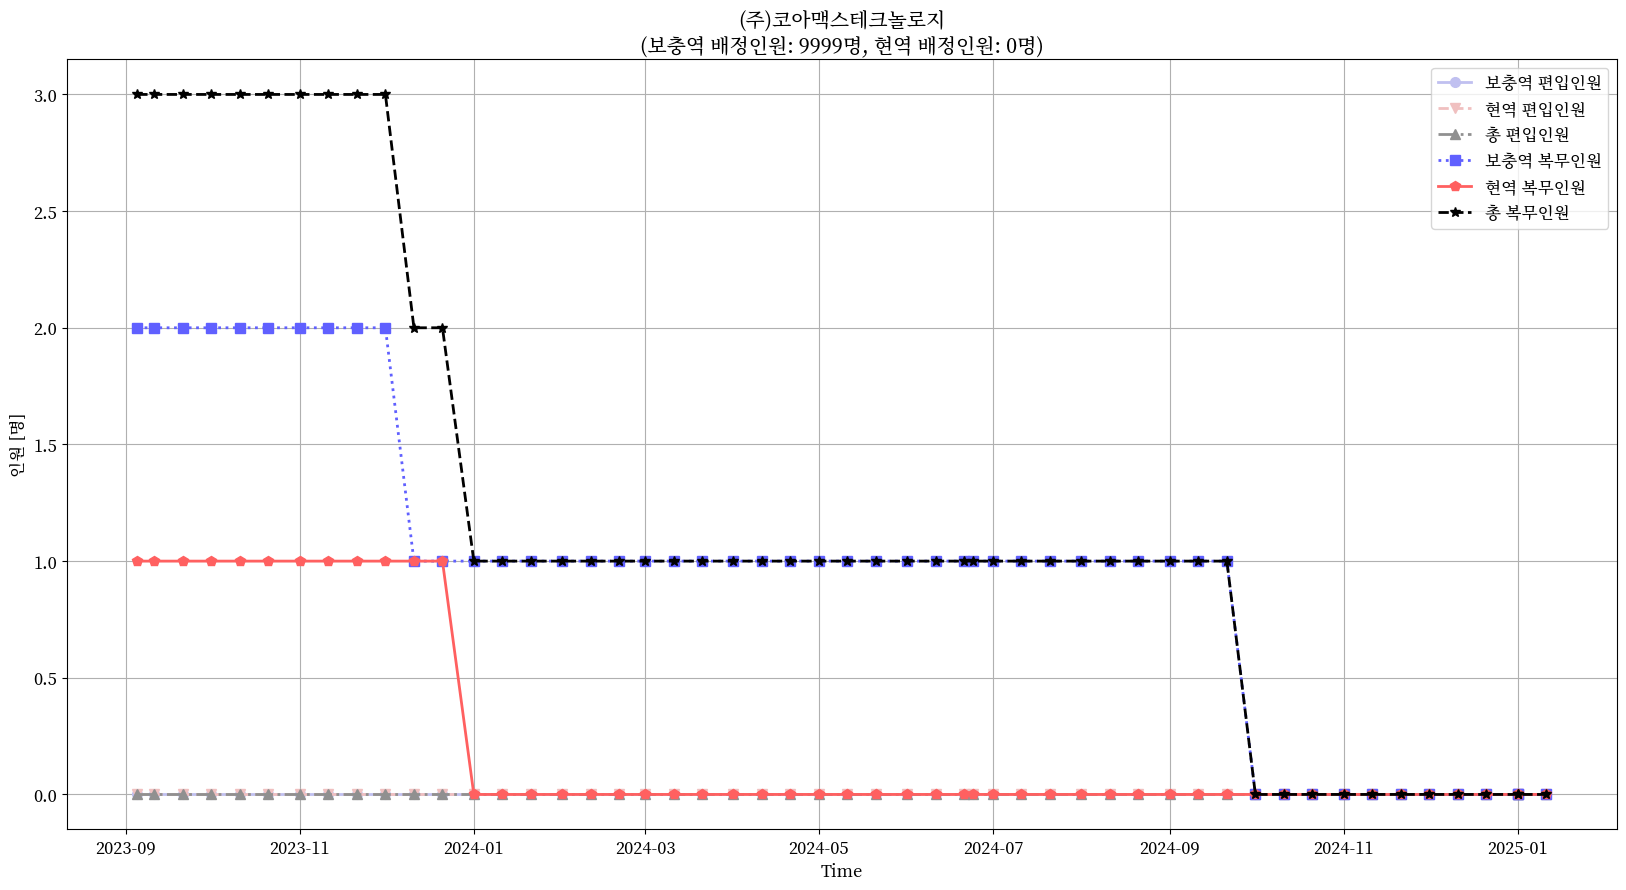 (주)코아맥스테크놀로지
(보충역 배정인원: 9999명, 현역 배정인원: 0명)
보충역 편입인원
현역 편입인원
총 편입인원
보충역 복무인원
현역 복무인원
총 복무인원
인원 [명]
3.0
2.5
2.0
1.5
1.0
0.5
0.0
2023-09
2023-11
2024-01
2024-03
2024-05
2024-07
2024-09
2024-11
2025-01
Time